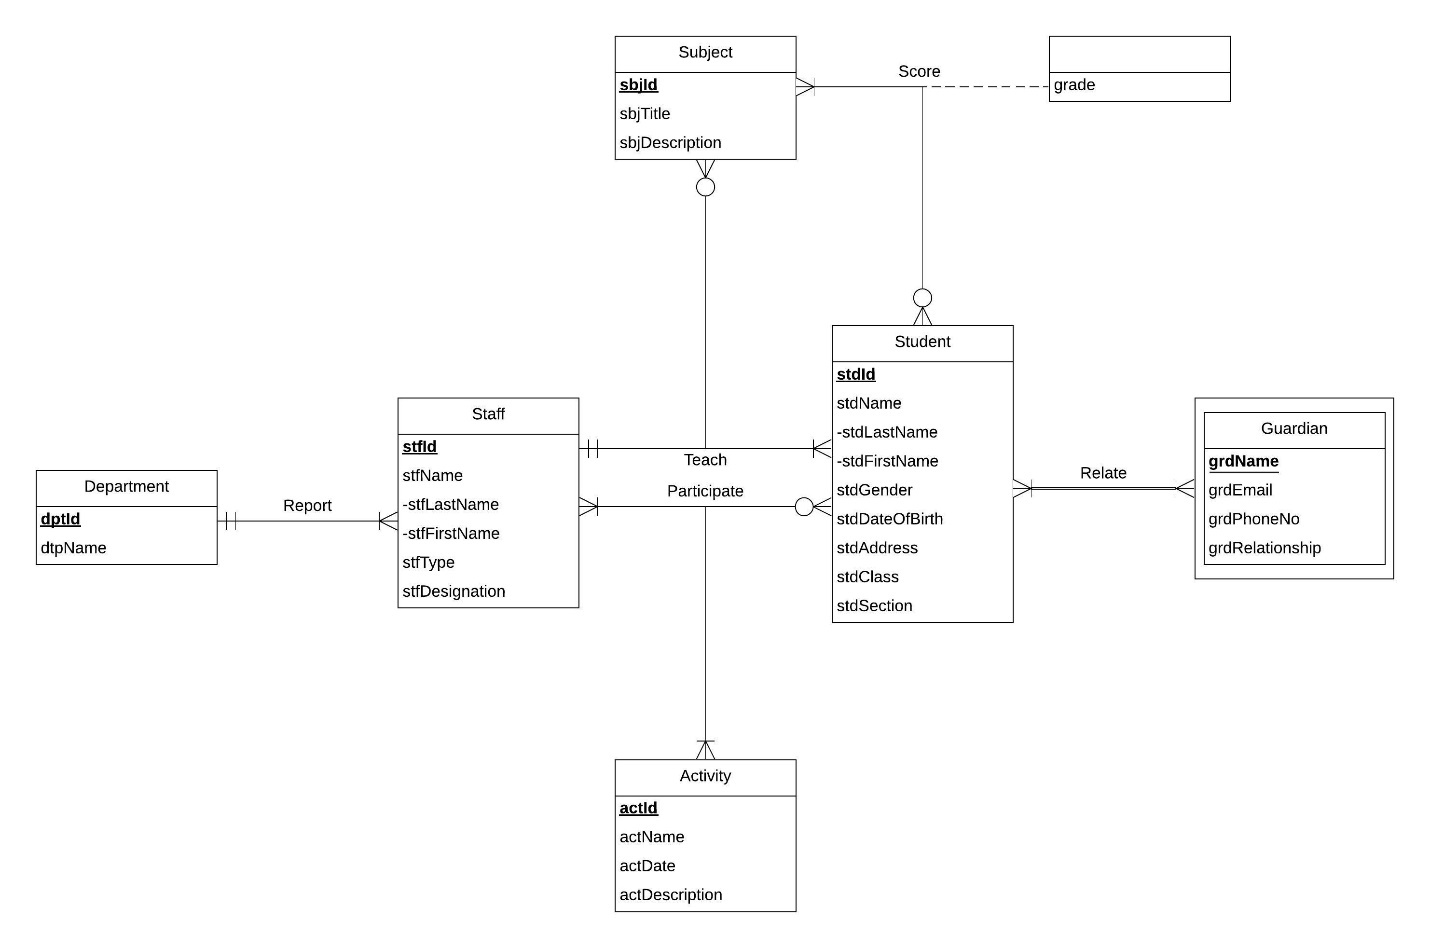 Subject
sbjId
sbjTitle
sbjDescription
Score
grade
Student
stdId
stdName
-stdLastName
-stdFirstName
stdGender
stdDateOfBirth
stdAddress
stdClass
stdSection
Staff
stfId
stfName
-stfLastName
-stfFirstName
stfType
stfDesignation
Teach
Participate
Department
dptId
dtpName
Report
Relate
Guardian
grdName
grdEmail
grdPhoneNo
grdRelationship
Activity
actId
actName
actDate
actDescription